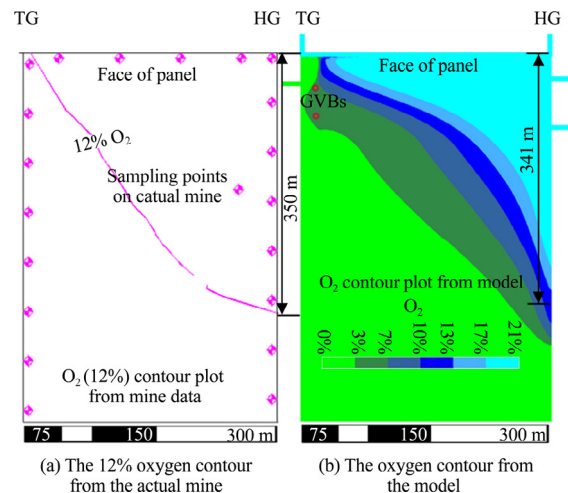 TG HG
Face of panel
12% O2
Sampling points
on catual mine
350 m
O2 (12%) contour plot
from mine data
75 150 300 m
(a) The 12% oxygen contour
from the actual mine
TG HG
Face of panel
GVBs
341 m
O2 contour plot from model
O2
0% 3% 7% 10% 13% 17% 21%
75 150 300 m
(b) The oxygen contour from
the model